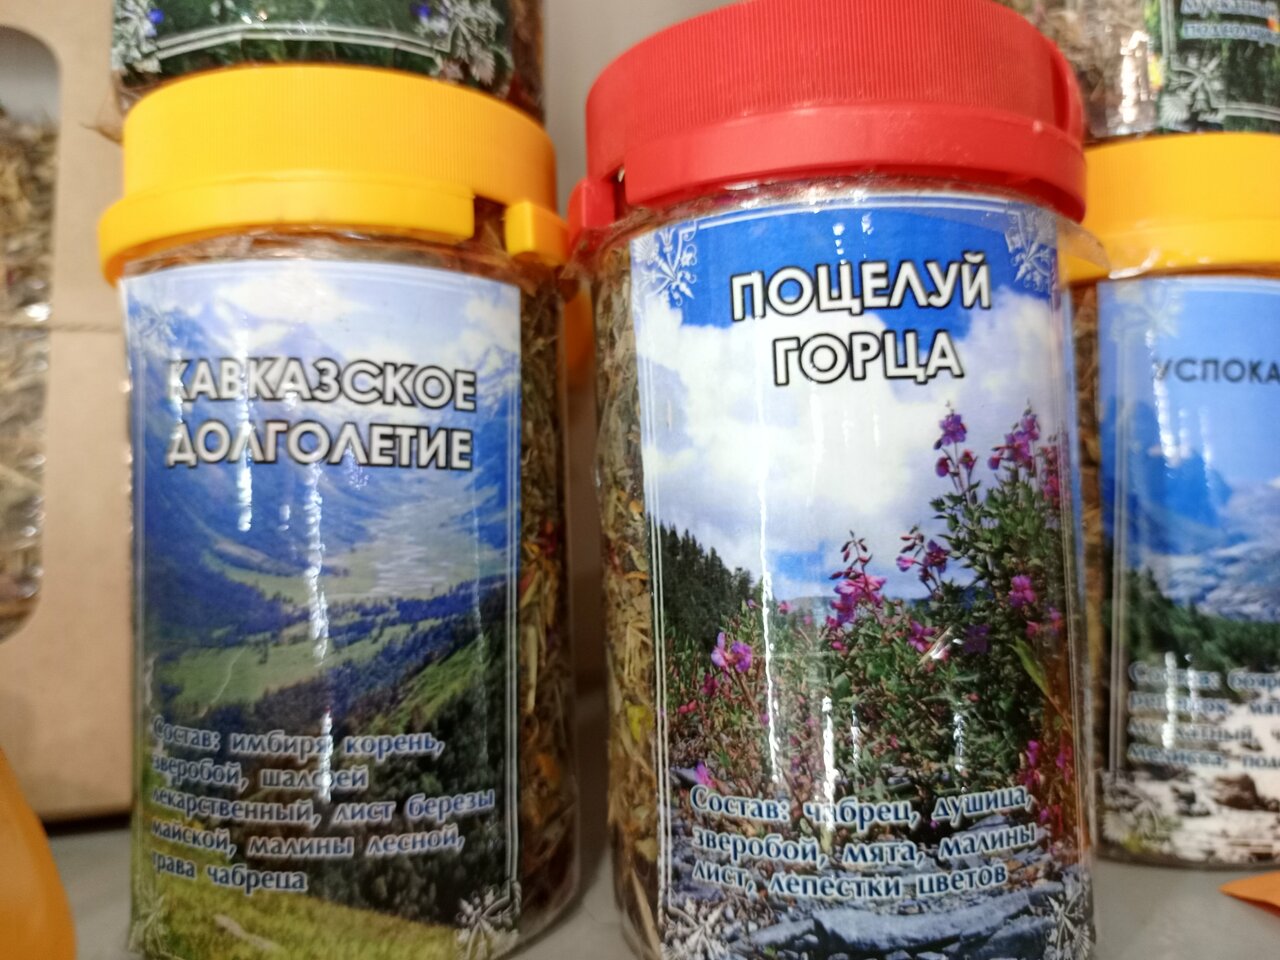 КАВКАЗСКОЕ
ДОЛГОЛЕТИЕ
Состав: имбиря корень,
зверобой, шалфей
лекарственный, лист березы
майской, малины лесной,
трава чабреца
ПОЦЕЛУЙ
ГОРЦА
Состав: чабрец, душица,
зверобой, мята, малины
лист, лепестки цветов
УСПОКА
Состав: